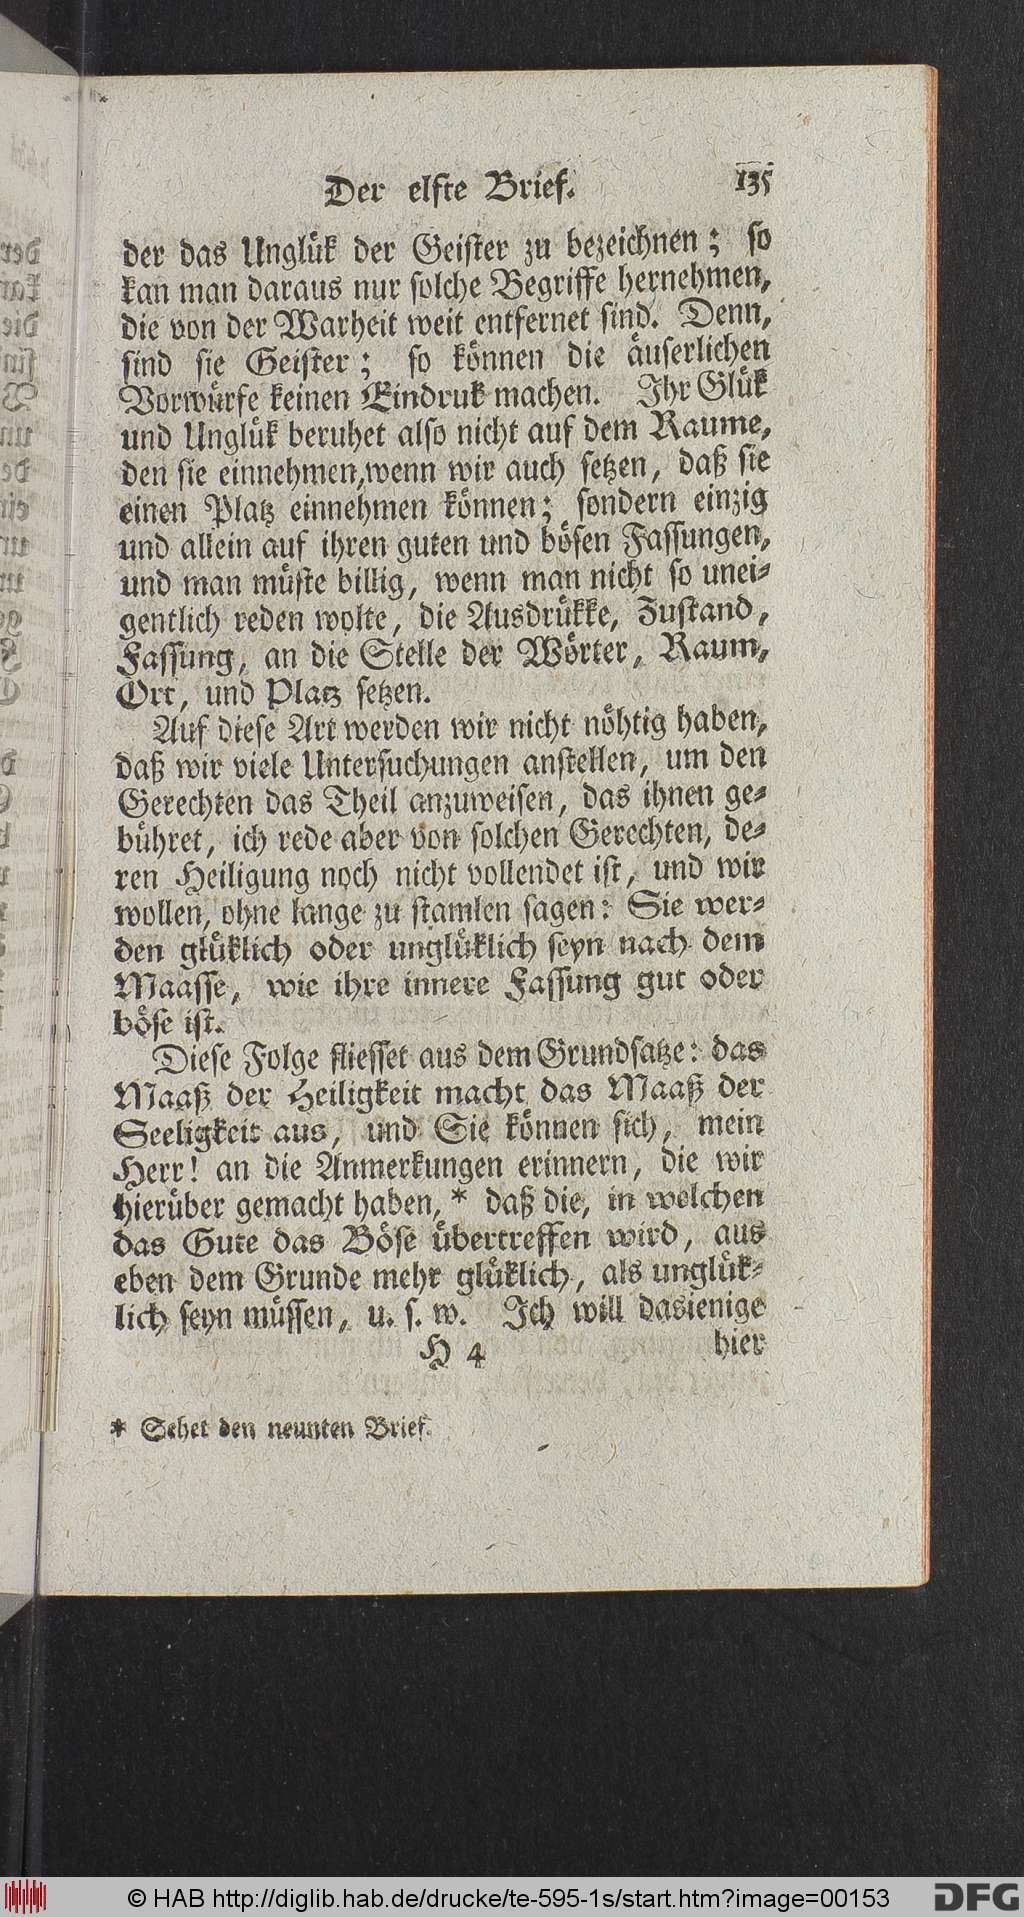 Der elfte Brief. 135
der das Unglük der Geister zu bezeichnen; so
kan man daraus nur solche Begriffe hernehmen,
die von der Warheit weit entfernet sind. Denn,
sind sie Geister; so können die äuserlichen
Vorwürfe keinen Eindruk machen. Ihr Glük
und Unglük beruhet also nicht auf dem Raume,
den sie einnehmen, wenn wir auch setzen, daß sie
einen Platz einnehmen können; sondern einzig
und allein auf ihren guten und bösen Fassungen,
und man müste billig, wenn man nicht so unei-
gentlich reden wolte, die Ausdrükke, Zustand,
Fassung, an die Stelle der Wörter, Raum,
Ort, und Platz setzen.
Auf diese Art werden wir nicht nöhtig haben,
daß wir viele Untersuchungen anstellen, um den
Gerechten das Theil anzuweisen, das ihnen ge-
bühret, ich rede aber von solchen Gerechten, de-
ren Heiligung noch nicht vollendet ist, und wir
wollen, ohne lange zu stamlen sagen: Sie wer-
den glüklich oder unglüklich seyn nach dem
Maasse, wie ihre innere Fassung gut oder
böse ist.
Diese Folge fliesset aus dem Grundsatze: das
Maaß der Heiligkeit macht das Maaß der
Seeligkeit aus, und Sie können sich, mein
Herr! an die Anmerkungen erinnern, die wir
hierüber gemacht haben, * daß die, in welchen
das Gute das Böse übertreffen wird, aus
eben dem Grunde mehr glüklich, als unglük-
lich seyn müssen, u. s. w. Ich will dasienige
H 4 hier
* Sehet den neunten Brief.
© HAB http://diglib.hab.de/drucke/te-595-1s/start.htm?image=00153 DFG